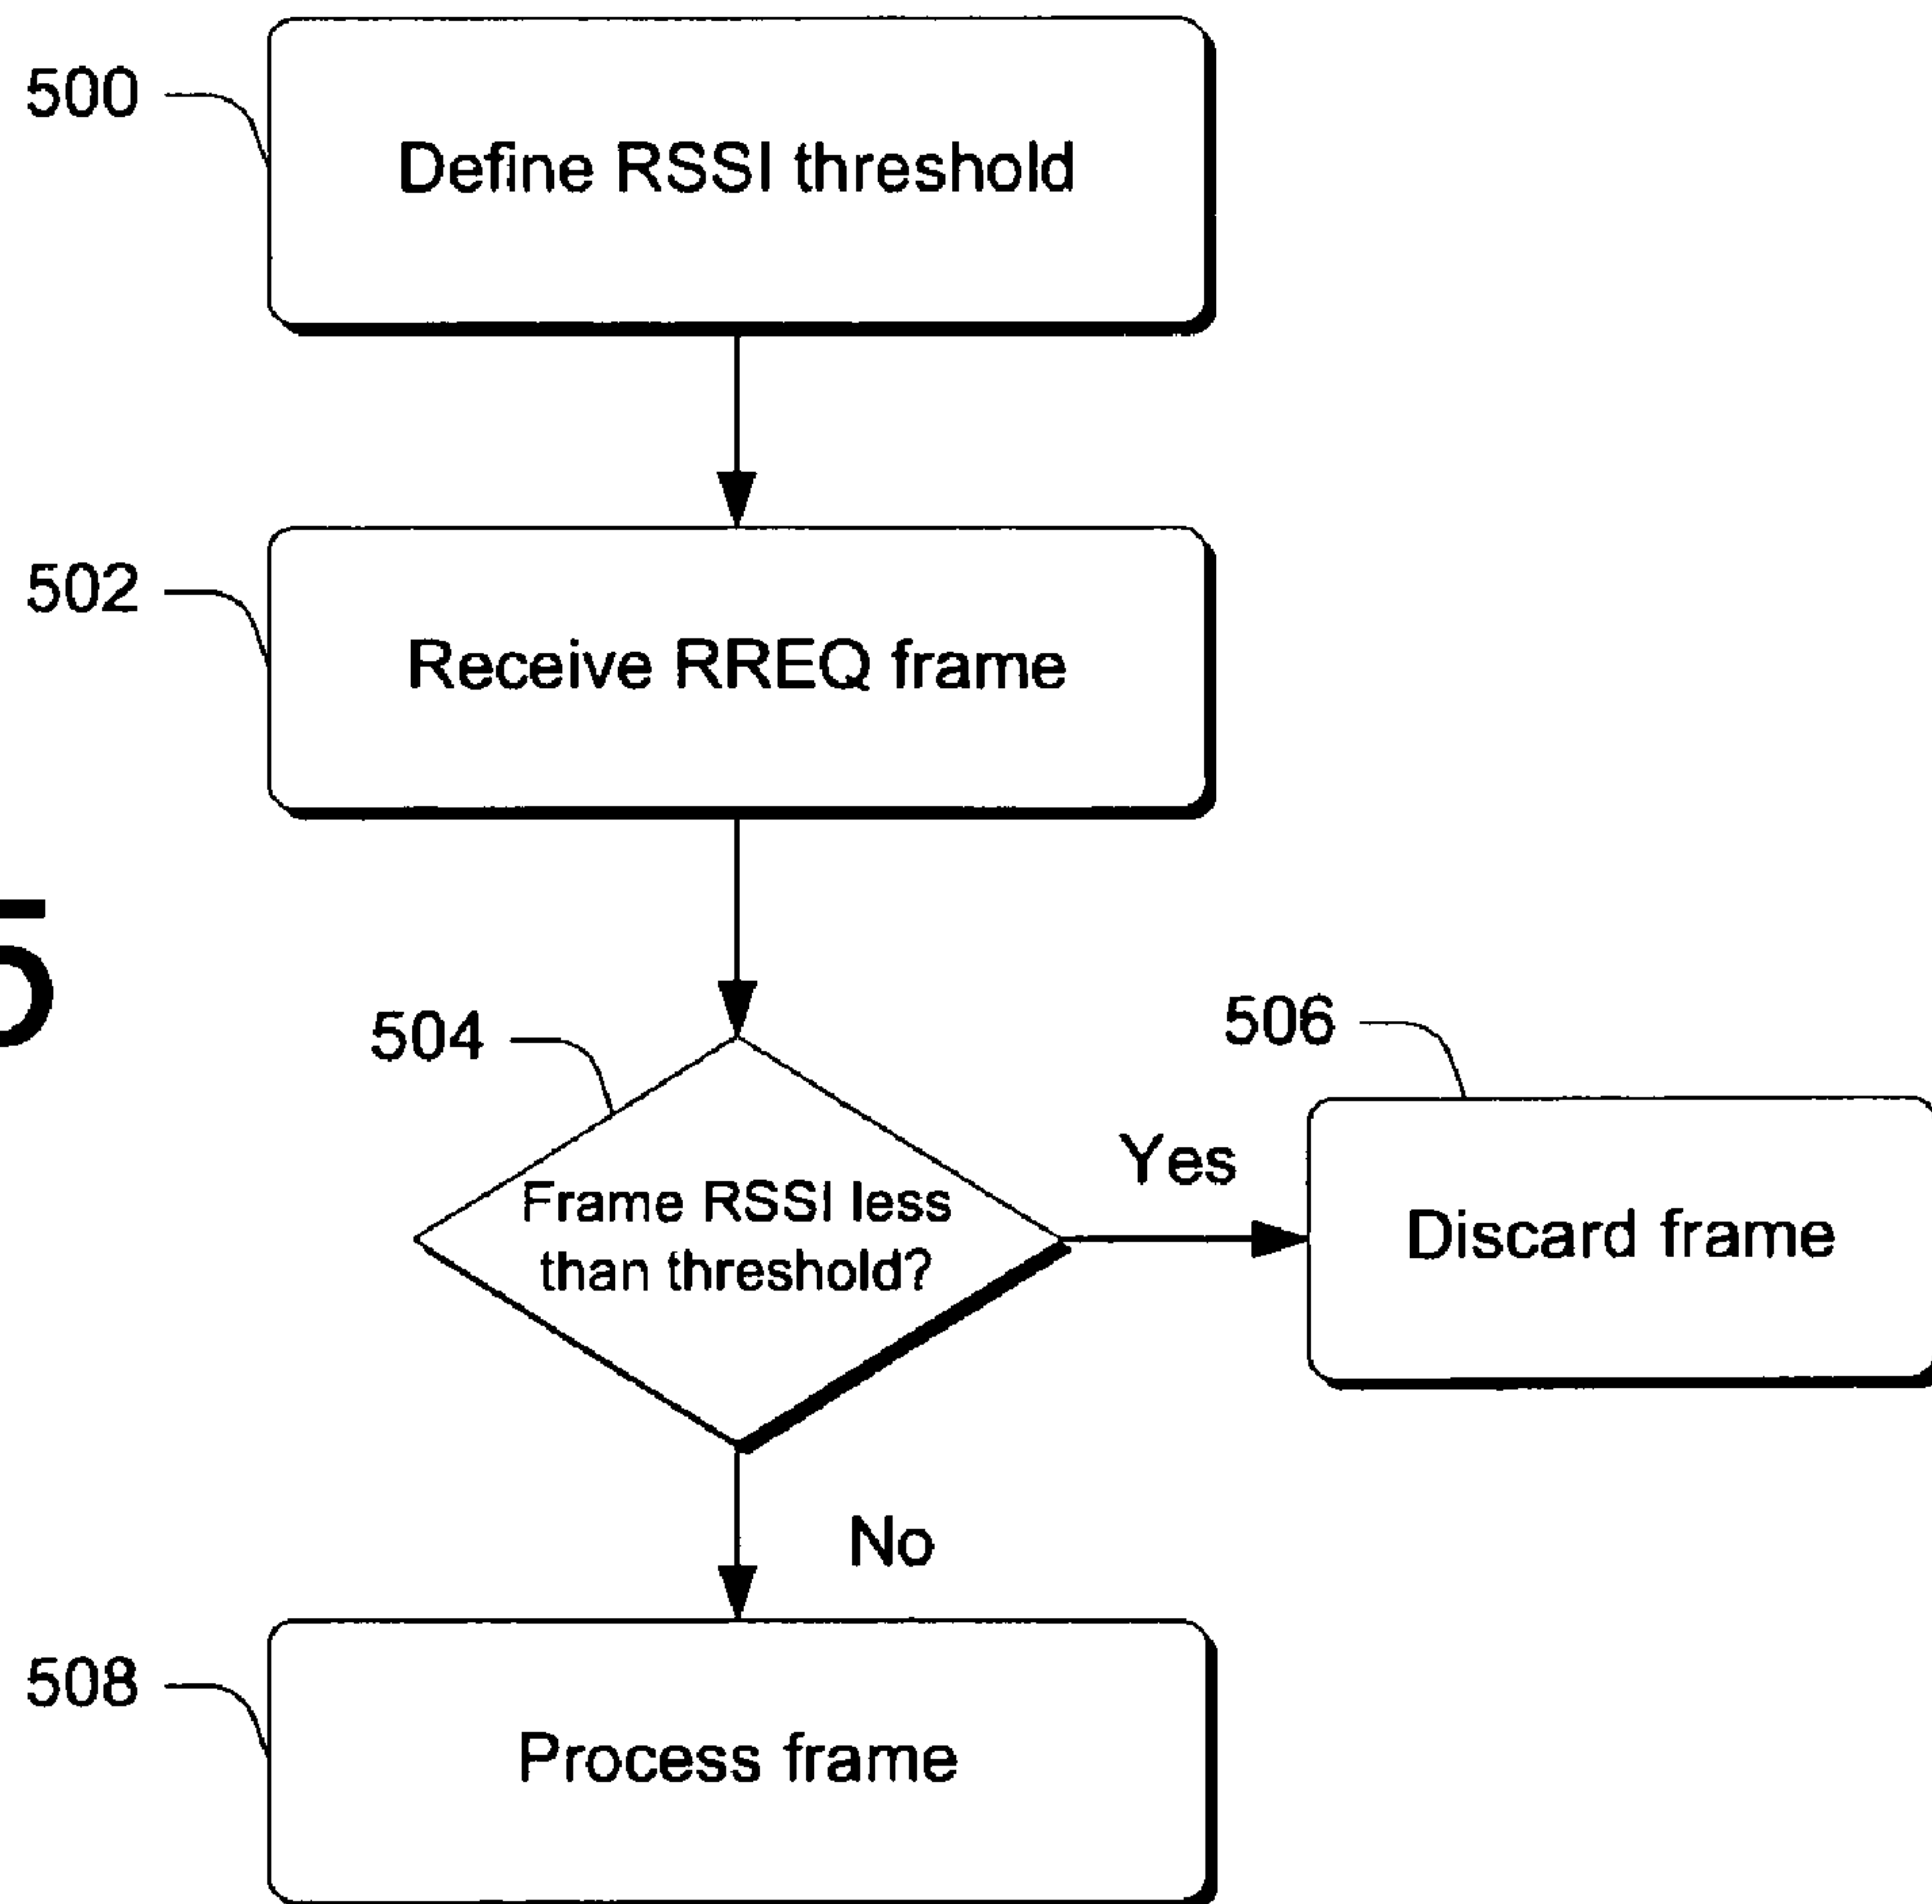 500
Define RSSI threshold
502
Receive RREQ frame
5
504
506
Yes
Frame RSSI less
than threshold?
Discard frame
No
508
Process frame